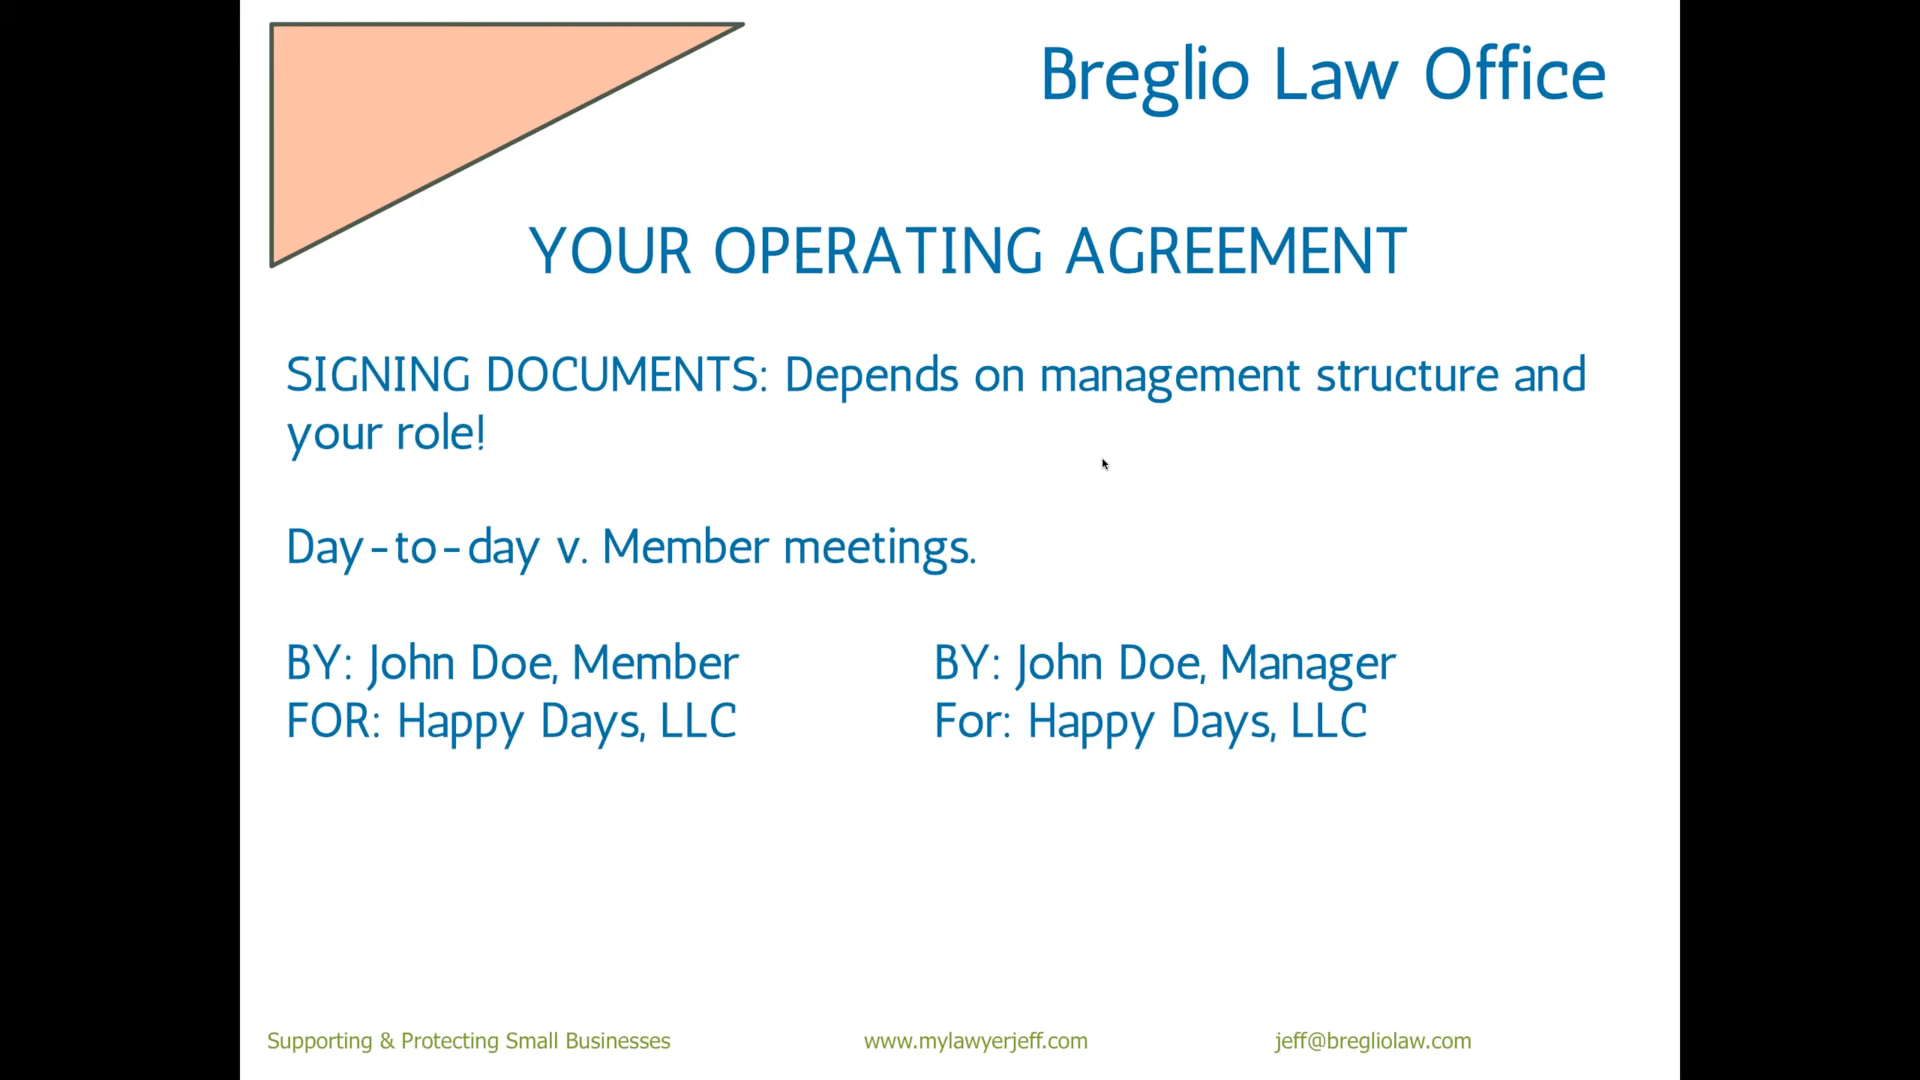 Breglio Law Office
YOUR OPERATING AGREEMENT
SIGNING DOCUMENTS: Depends on management structure and
your role!
Day-to-day v. Member meetings.
BY: John Doe, Member
FOR: Happy Days, LLC
BY: John Doe, Manager
For: Happy Days, LLC
Supporting & Protecting Small Businesses
www.mylawyerjeff.com
jeff@bregliolaw.com